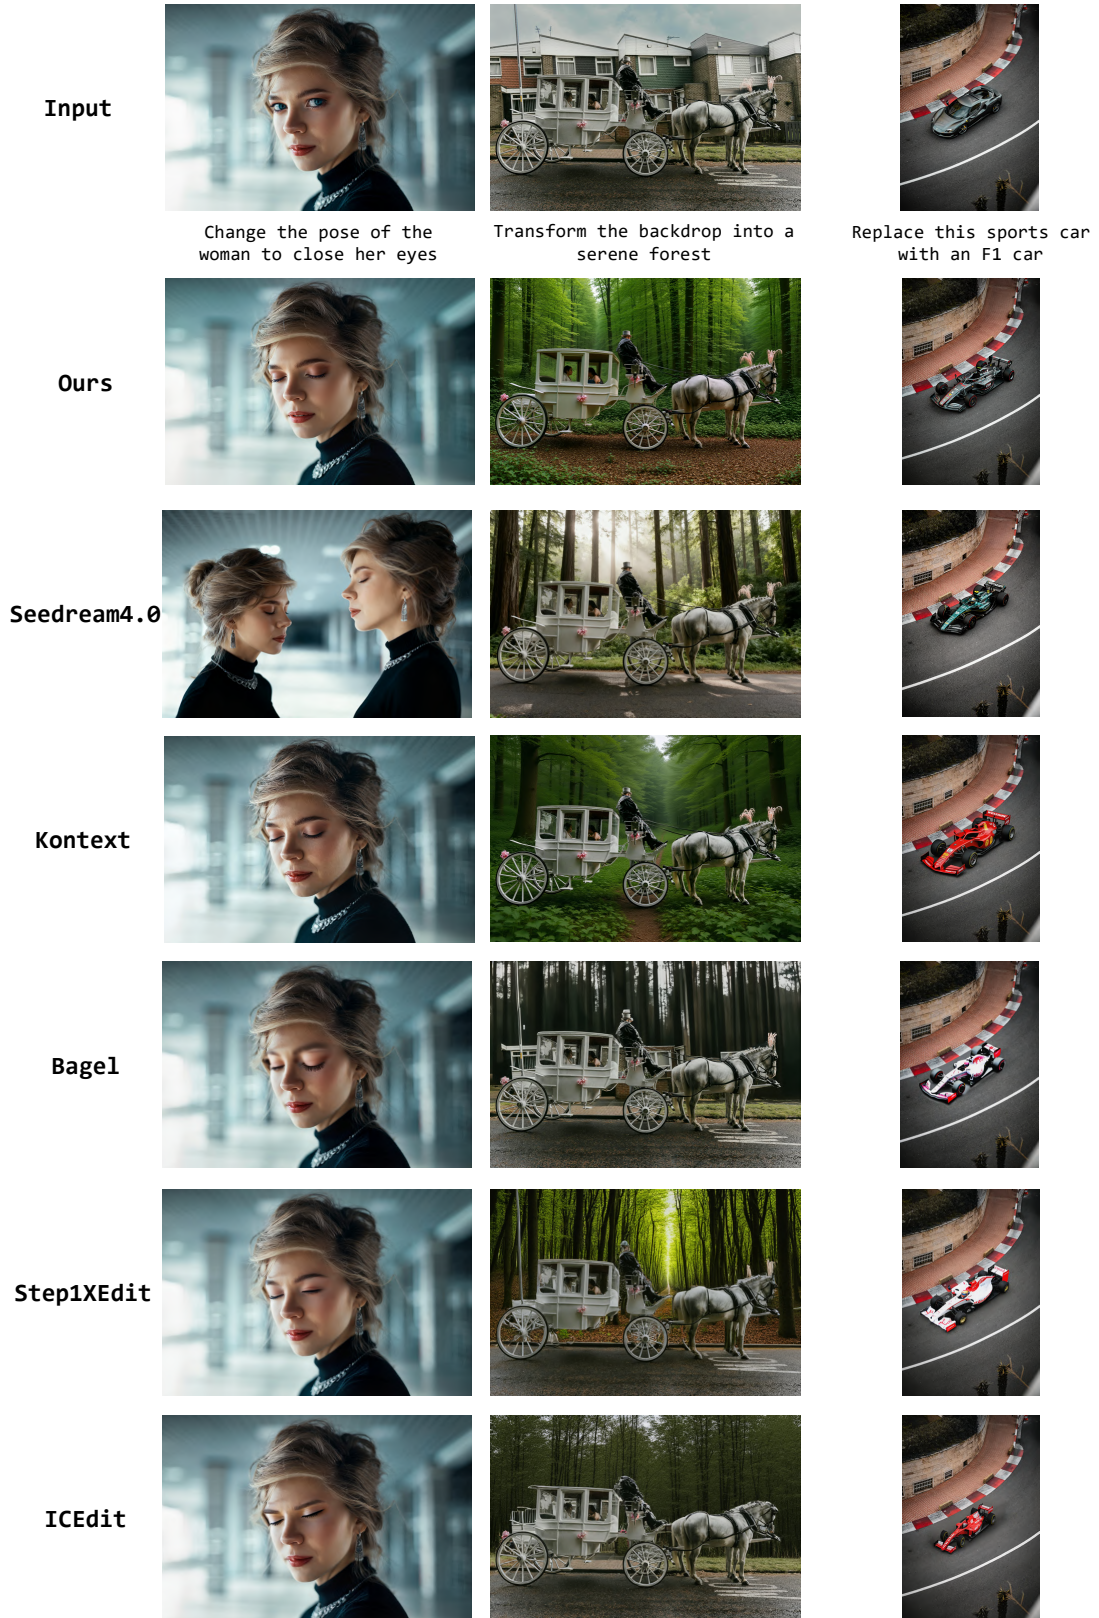 Input
Change the pose of the
woman to close her eyes
Transform the backdrop into a
serene forest
Replace this sports car
with an F1 car
Ours
Seedream4.0
Kontext
Bagel
Step1XEdit
ICEdit